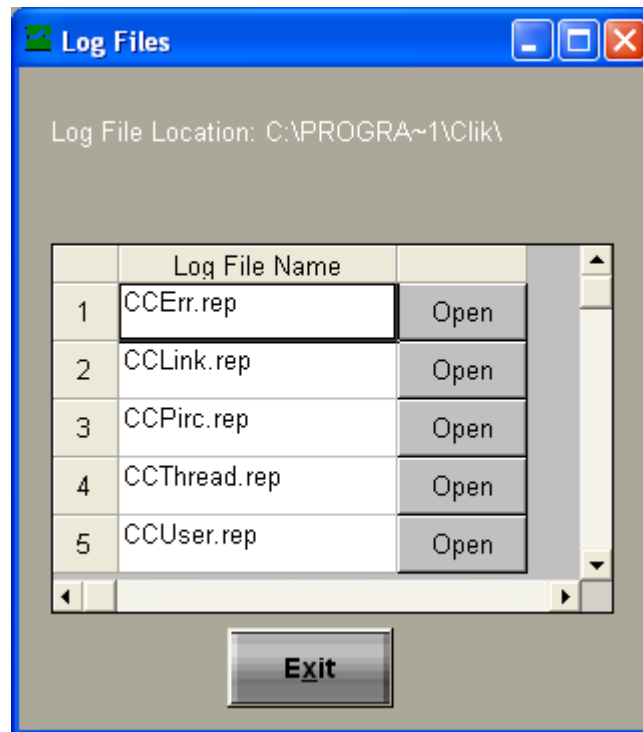 Log Files
Log File Location: C:\PROGRA~1\Clik\
Log File Name
1 CCErr.rep Open
2 CCLink.rep Open
3 CCPirc.rep Open
4 CCThread.rep Open
5 CCUser.rep Open
Exit